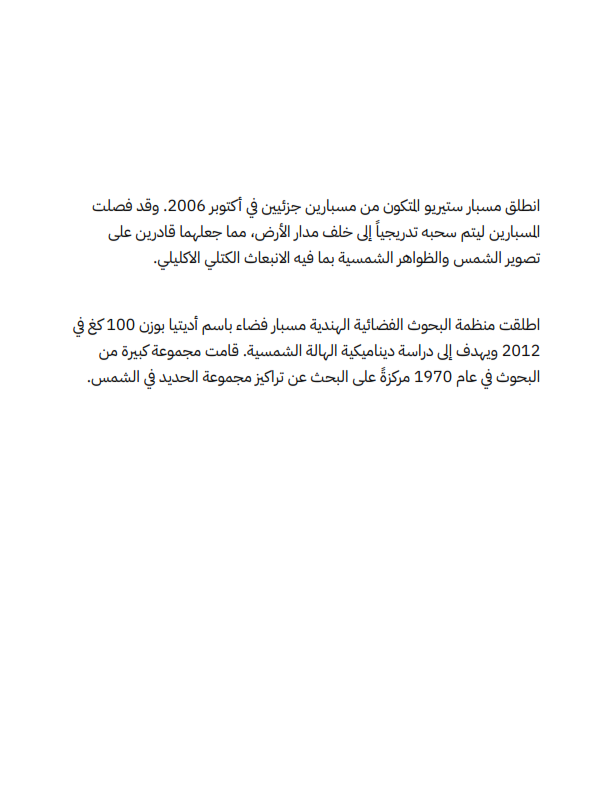 انطلق مسبار ستيريو المتكون من مسبارين جزئيين في أكتوبر 2006. وقد فصلت
المسبارين ليتم سحبه تدريجياً إلى خلف مدار الأرض، مما جعلهما قادرين على
تصوير الشمس والظواهر الشمسية بما فيه الانبعاث الكتلي الاكليلي.
اطلقت منظمة البحوث الفضائية الهندية مسبار فضاء باسم أديتيا بوزن 100 كغ في
2012 ويهدف إلى دراسة ديناميكية الهالة الشمسية. قامت مجموعة كبيرة من
البحوث في عام 1970 مركزةً على البحث عن تراكيز مجموعة الحديد في الشمس.